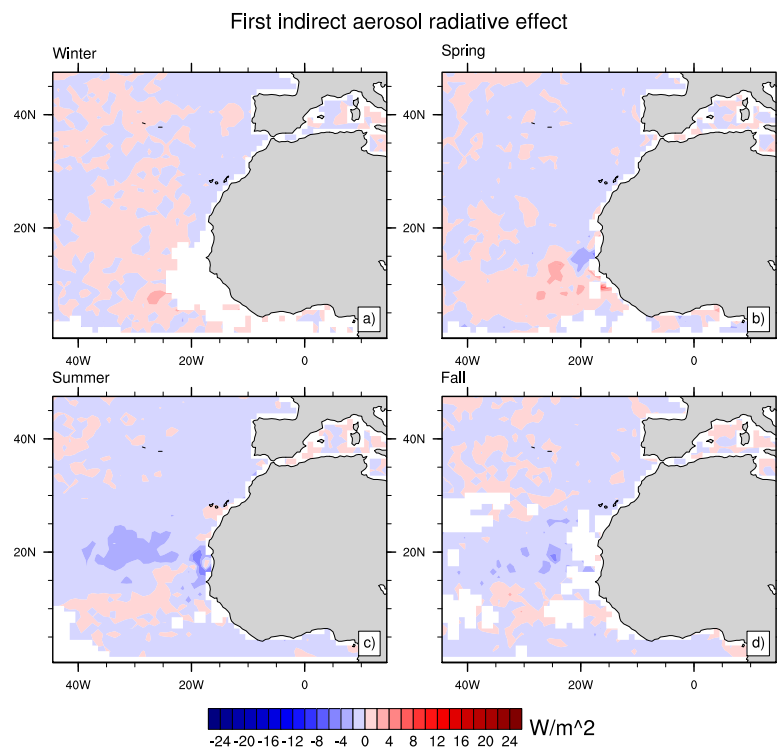 First indirect aerosol radiative effect
Winter
Spring
40N
20N
a)
40W
20W
0
40N
20N
b)
40W
20W
0
Summer
Fall
40N
20N
c)
40W
20W
0
40N
20N
d)
40W
20W
0
-24 -20 -16 -12 -8 -4 0 4 8 12 16 20 24 W/m^2